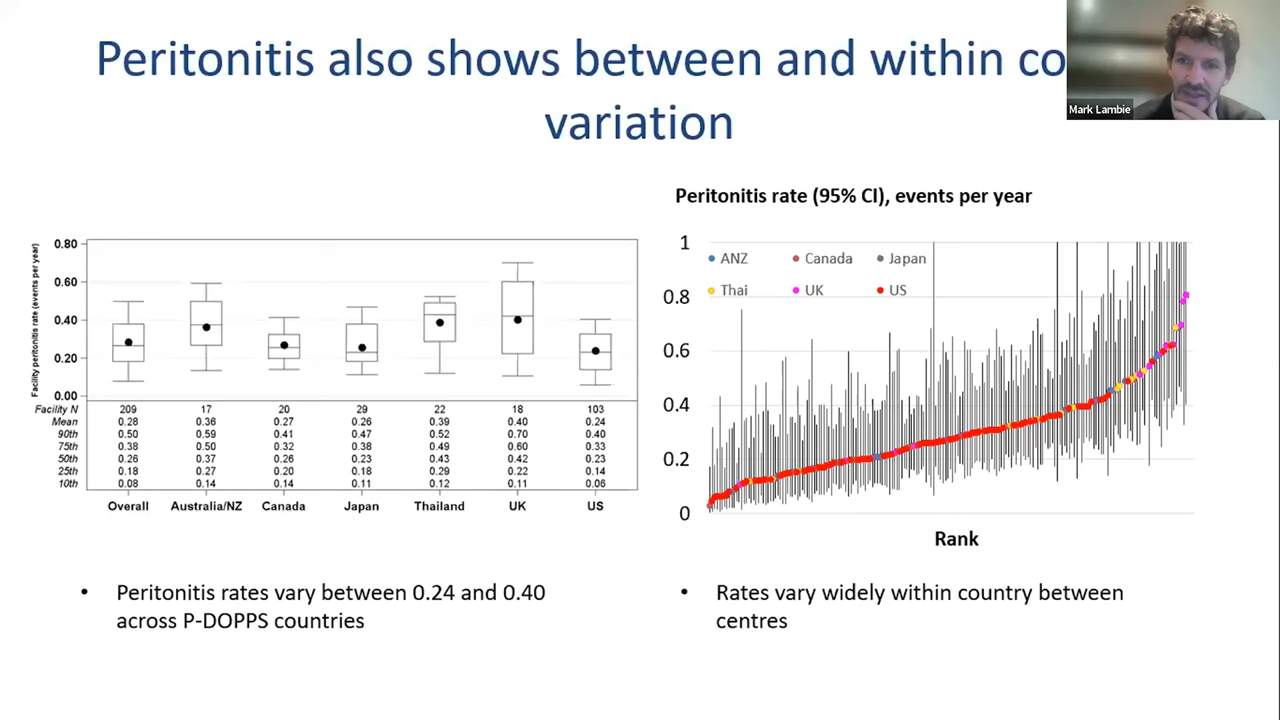 Peritonitis also shows between and within co
variation
Mark Lambie
Facility peritonitis rate (events per year)
0.80
0.60
0.40
0.20
0.00
Facility N 209 17 20 29 22 18 103
Mean 0.28 0.36 0.27 0.26 0.39 0.40 0.24
90th 0.50 0.59 0.41 0.47 0.52 0.70 0.40
75th 0.38 0.50 0.32 0.38 0.49 0.60 0.33
50th 0.26 0.37 0.26 0.23 0.43 0.42 0.23
25th 0.18 0.27 0.20 0.18 0.29 0.22 0.14
10th 0.08 0.14 0.14 0.11 0.12 0.11 0.06
Overall Australia/NZ Canada Japan Thailand UK US
• Peritonitis rates vary between 0.24 and 0.40
across P-DOPPS countries
Peritonitis rate (95% CI), events per year
1
0.8
0.6
0.4
0.2
0
ANZ Canada Japan
Thai UK US
Rank
• Rates vary widely within country between
centres